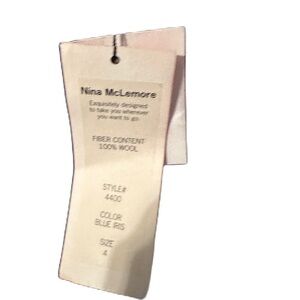 Nina McLemore
Exquisitely designed
to take you wherever
you want to go.
FIBER CONTENT
100% WOOL
STYLE#
4400
COLOR
BLUE IRIS
SIZE
4